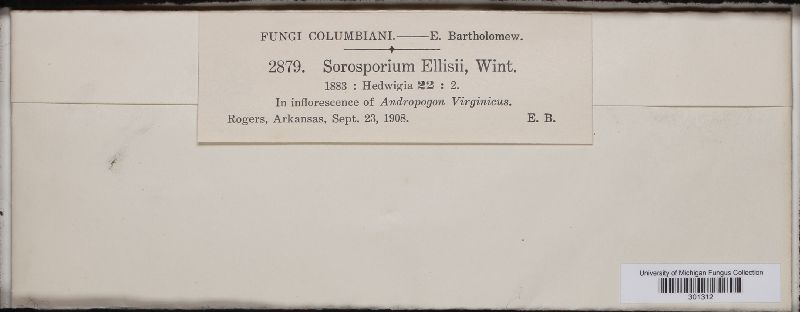 FUNGI COLUMBIANI.——E. Bartholomew.
2879. Sorosporium Ellisii, Wint.
1883 : Hedwigia 22 : 2.
In inflorescence of Andropogon Virginicus.
Rogers, Arkansas, Sept. 23, 1908. E. B.
University of Michigan Fungus Collection
301312